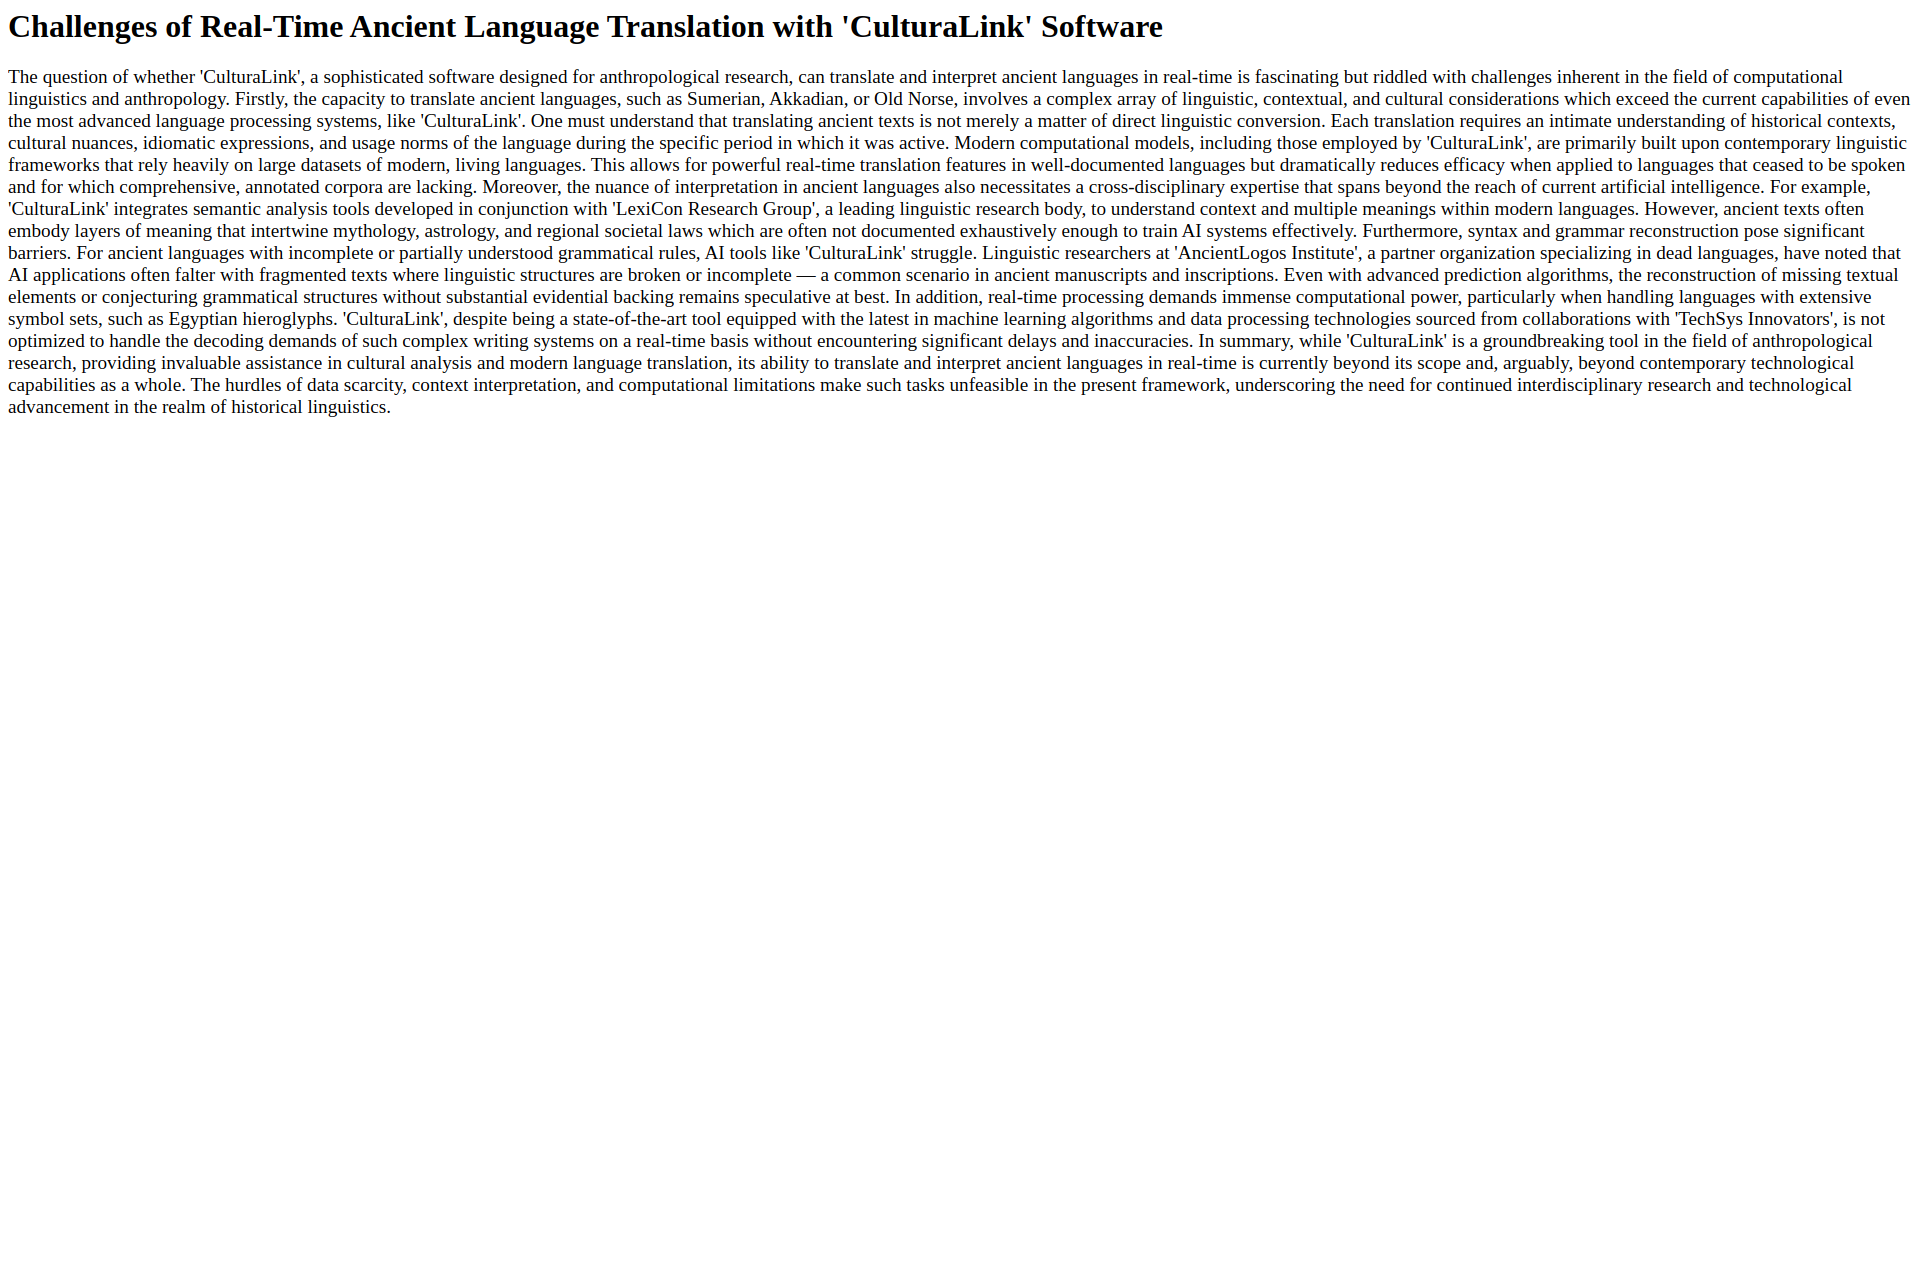 Challenges of Real-Time Ancient Language Translation with 'CulturaLink' Software
The question of whether 'CulturaLink', a sophisticated software designed for anthropological research, can translate and interpret ancient languages in real-time is fascinating but riddled with challenges inherent in the field of computational
linguistics and anthropology. Firstly, the capacity to translate ancient languages, such as Sumerian, Akkadian, or Old Norse, involves a complex array of linguistic, contextual, and cultural considerations which exceed the current capabilities of even
the most advanced language processing systems, like 'CulturaLink'. One must understand that translating ancient texts is not merely a matter of direct linguistic conversion. Each translation requires an intimate understanding of historical contexts,
cultural nuances, idiomatic expressions, and usage norms of the language during the specific period in which it was active. Modern computational models, including those employed by 'CulturaLink', are primarily built upon contemporary linguistic
frameworks that rely heavily on large datasets of modern, living languages. This allows for powerful real-time translation features in well-documented languages but dramatically reduces efficacy when applied to languages that ceased to be spoken
and for which comprehensive, annotated corpora are lacking. Moreover, the nuance of interpretation in ancient languages also necessitates a cross-disciplinary expertise that spans beyond the reach of current artificial intelligence. For example,
'CulturaLink' integrates semantic analysis tools developed in conjunction with 'LexiCon Research Group', a leading linguistic research body, to understand context and multiple meanings within modern languages. However, ancient texts often
embody layers of meaning that intertwine mythology, astrology, and regional societal laws which are often not documented exhaustively enough to train AI systems effectively. Furthermore, syntax and grammar reconstruction pose significant
barriers. For ancient languages with incomplete or partially understood grammatical rules, AI tools like 'CulturaLink' struggle. Linguistic researchers at 'AncientLogos Institute', a partner organization specializing in dead languages, have noted that
AI applications often falter with fragmented texts where linguistic structures are broken or incomplete — a common scenario in ancient manuscripts and inscriptions. Even with advanced prediction algorithms, the reconstruction of missing textual
elements or conjecturing grammatical structures without substantial evidential backing remains speculative at best. In addition, real-time processing demands immense computational power, particularly when handling languages with extensive
symbol sets, such as Egyptian hieroglyphs. 'CulturaLink', despite being a state-of-the-art tool equipped with the latest in machine learning algorithms and data processing technologies sourced from collaborations with 'TechSys Innovators', is not
optimized to handle the decoding demands of such complex writing systems on a real-time basis without encountering significant delays and inaccuracies. In summary, while 'CulturaLink' is a groundbreaking tool in the field of anthropological
research, providing invaluable assistance in cultural analysis and modern language translation, its ability to translate and interpret ancient languages in real-time is currently beyond its scope and, arguably, beyond contemporary technological
capabilities as a whole. The hurdles of data scarcity, context interpretation, and computational limitations make such tasks unfeasible in the present framework, underscoring the need for continued interdisciplinary research and technological
advancement in the realm of historical linguistics.